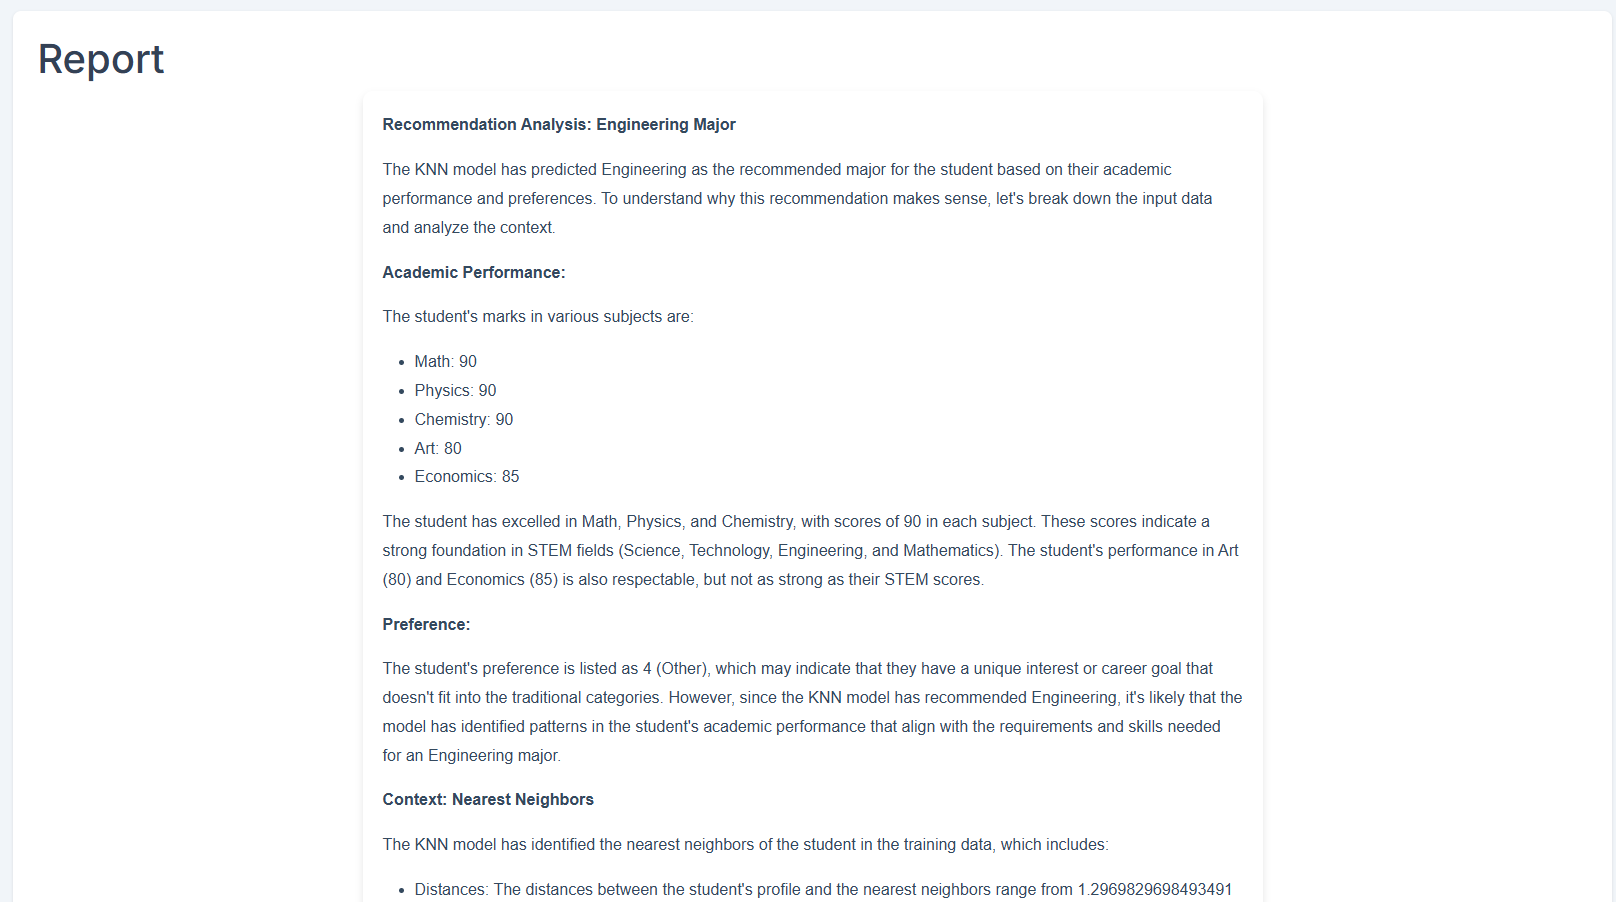 Report
Recommendation Analysis: Engineering Major
The KNN model has predicted Engineering as the recommended major for the student based on their academic
performance and preferences. To understand why this recommendation makes sense, let's break down the input data
and analyze the context.
Academic Performance:
The student's marks in various subjects are:
• Math: 90
• Physics: 90
• Chemistry: 90
• Art: 80
• Economics: 85
The student has excelled in Math, Physics, and Chemistry, with scores of 90 in each subject. These scores indicate a
strong foundation in STEM fields (Science, Technology, Engineering, and Mathematics). The student's performance in Art
(80) and Economics (85) is also respectable, but not as strong as their STEM scores.
Preference:
The student's preference is listed as 4 (Other), which may indicate that they have a unique interest or career goal that
doesn't fit into the traditional categories. However, since the KNN model has recommended Engineering, it's likely that the
model has identified patterns in the student's academic performance that align with the requirements and skills needed
for an Engineering major.
Context: Nearest Neighbors
The KNN model has identified the nearest neighbors of the student in the training data, which includes:
• Distances: The distances between the student's profile and the nearest neighbors range from 1.2969829698493491